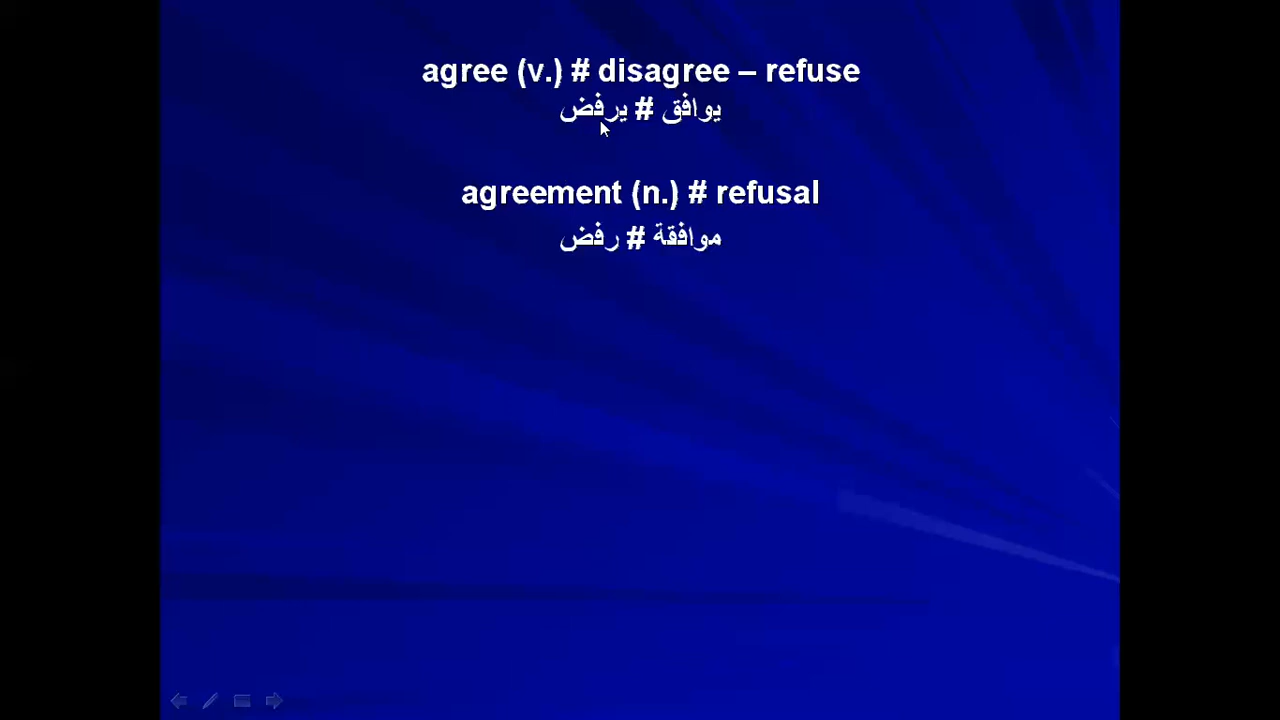 agree (v.) # disagree – refuse
يوافق # يرفض
agreement (n.) # refusal
موافقة # رفض